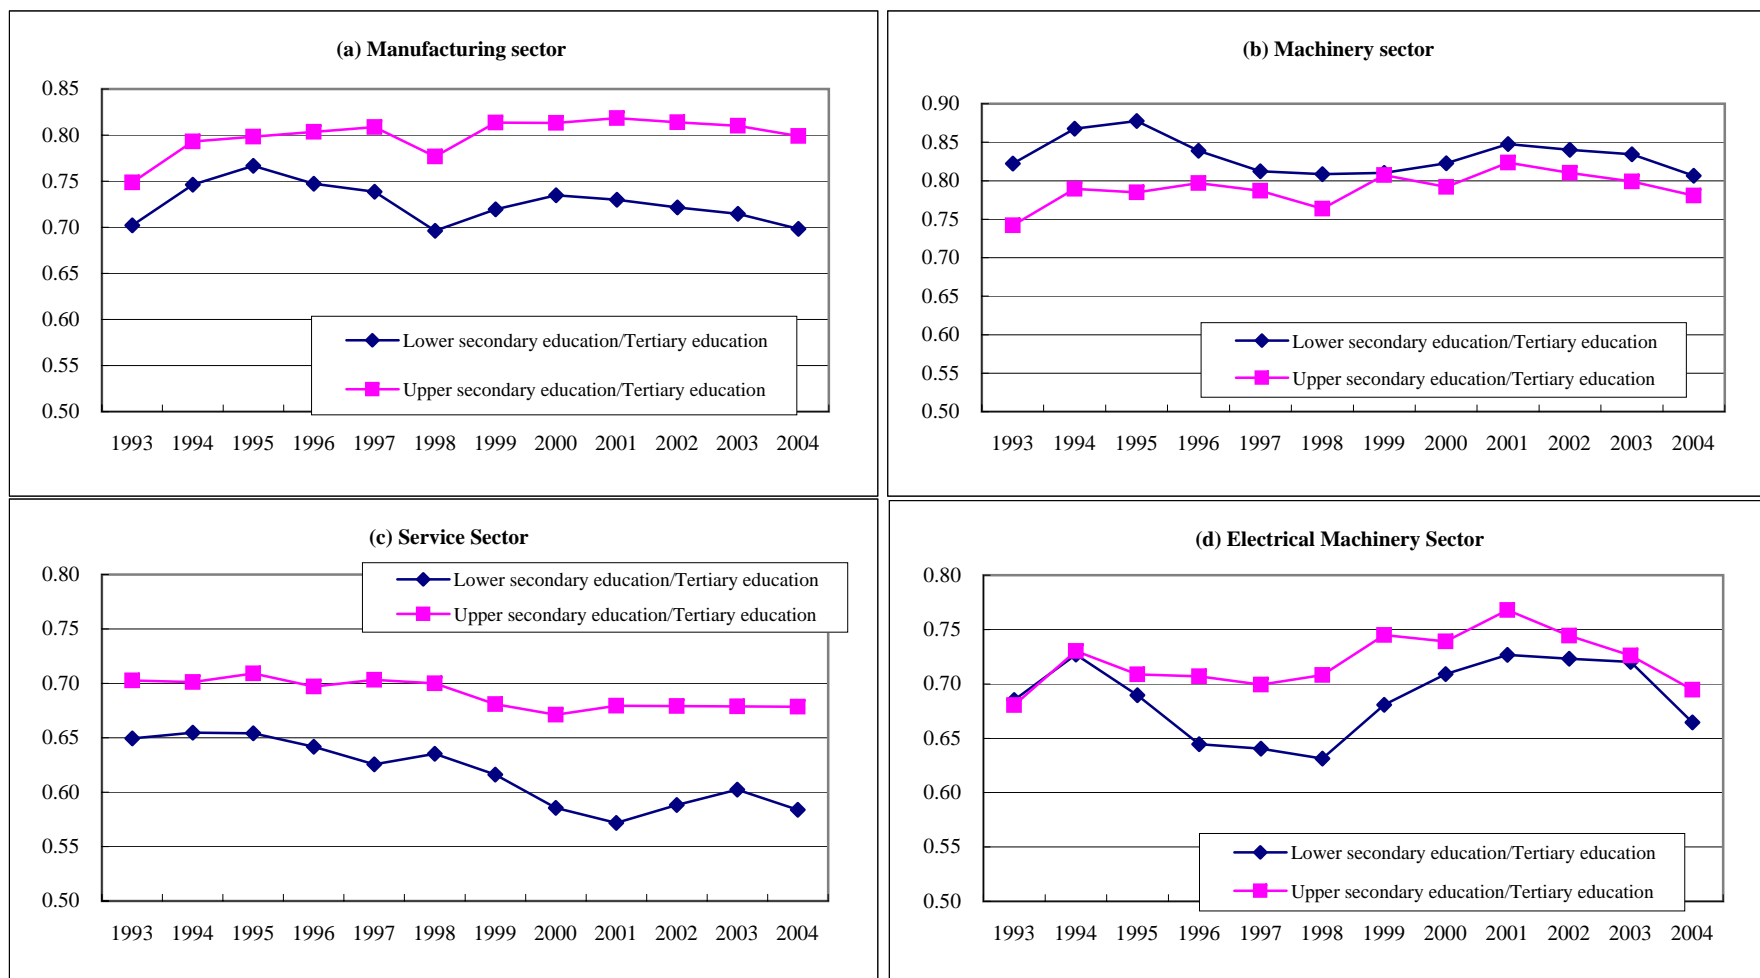 (a) Manufacturing sector
0.85
0.80
0.75
0.70
0.65
0.60
0.55
0.50
Lower secondary education/Tertiary education
Upper secondary education/Tertiary education
1993 1994 1995 1996 1997 1998 1999 2000 2001 2002 2003 2004
(b) Machinery sector
0.90
0.85
0.80
0.75
0.70
0.65
0.60
0.55
0.50
Lower secondary education/Tertiary education
Upper secondary education/Tertiary education
1993 1994 1995 1996 1997 1998 1999 2000 2001 2002 2003 2004
(c) Service Sector
0.80
0.75
0.70
0.65
0.60
0.55
0.50
Lower secondary education/Tertiary education
Upper secondary education/Tertiary education
1993 1994 1995 1996 1997 1998 1999 2000 2001 2002 2003 2004
(d) Electrical Machinery Sector
0.80
0.75
0.70
0.65
0.60
0.55
0.50
Lower secondary education/Tertiary education
Upper secondary education/Tertiary education
1993 1994 1995 1996 1997 1998 1999 2000 2001 2002 2003 2004